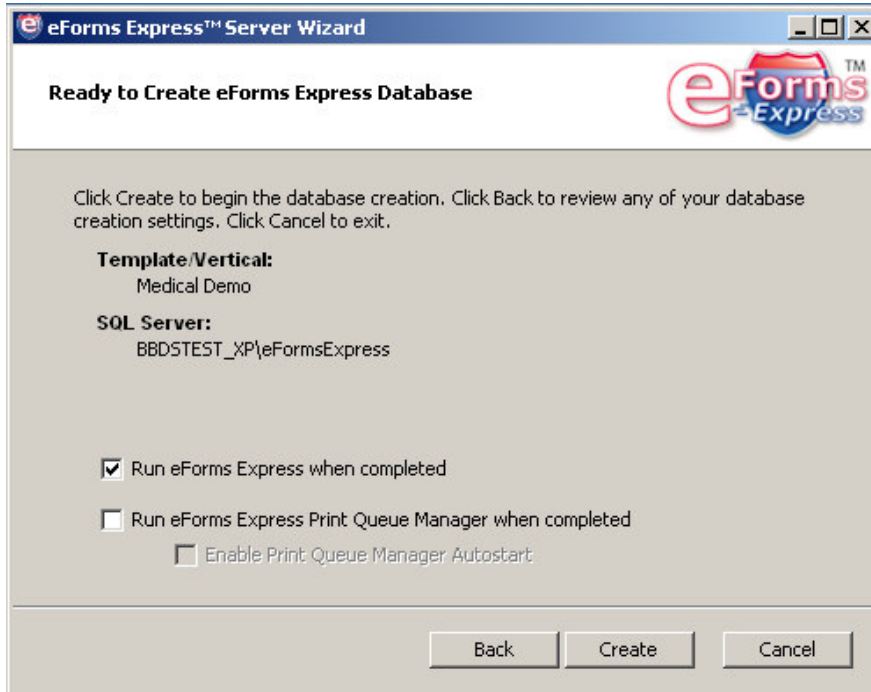 eForms Express™ Server Wizard
Ready to Create eForms Express Database
eForms Express TM
Click Create to begin the database creation. Click Back to review any of your database
creation settings. Click Cancel to exit.
Template/Vertical:
Medical Demo
SQL Server:
BBDSTEST_XP\eFormsExpress
Run eForms Express when completed
Run eForms Express Print Queue Manager when completed
Enable Print Queue Manager Autostart
Back Create Cancel